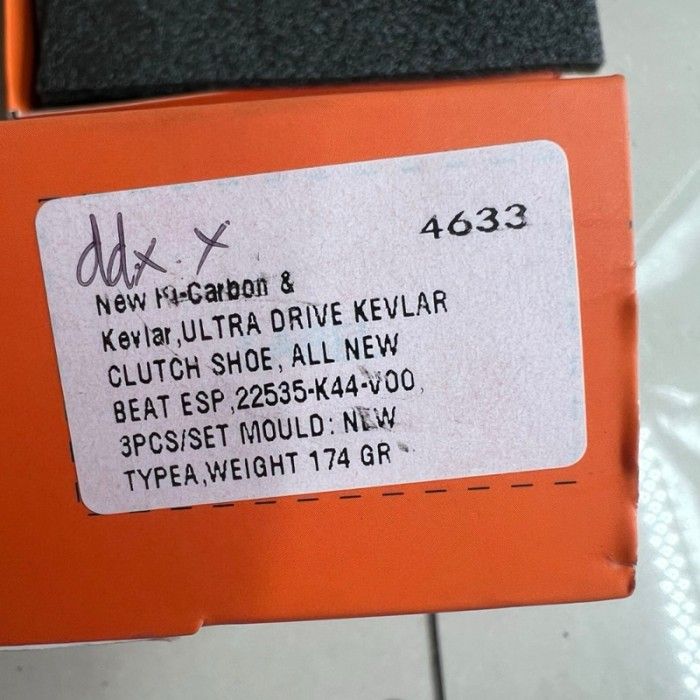 ddx x
4633
New Hi-Carbon &
Kevlar,ULTRA DRIVE KEVLAR
CLUTCH SHOE, ALL NEW
BEAT ESP,22535-K44-V00,
3PCS/SET MOULD: NEW
TYPEA,WEIGHT 174 GR